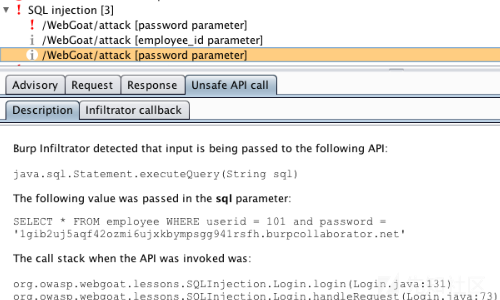 SQL injection [3]
/WebGoat/attack [password parameter]
/WebGoat/attack [employee_id parameter]
/WebGoat/attack [password parameter]
Advisory Request Response Unsafe API call
Description Infiltrator callback
Burp Infiltrator detected that input is being passed to the following API:
java.sql.Statement.executeQuery(String sql)
The following value was passed in the sql parameter:
SELECT * FROM employee WHERE userid = 101 and password =
'1gib2uj5aqf42ozmi6ujxkbympsgg941rsfh.burpcollaborator.net'
The call stack when the API was invoked was:
org.owasp.webgoat.lessons.SQLInjection.Login.login(Login.java:131)
org.owasp.webgoat.lessons.SQLInjection.Login.handleRequest(Login.java:73)